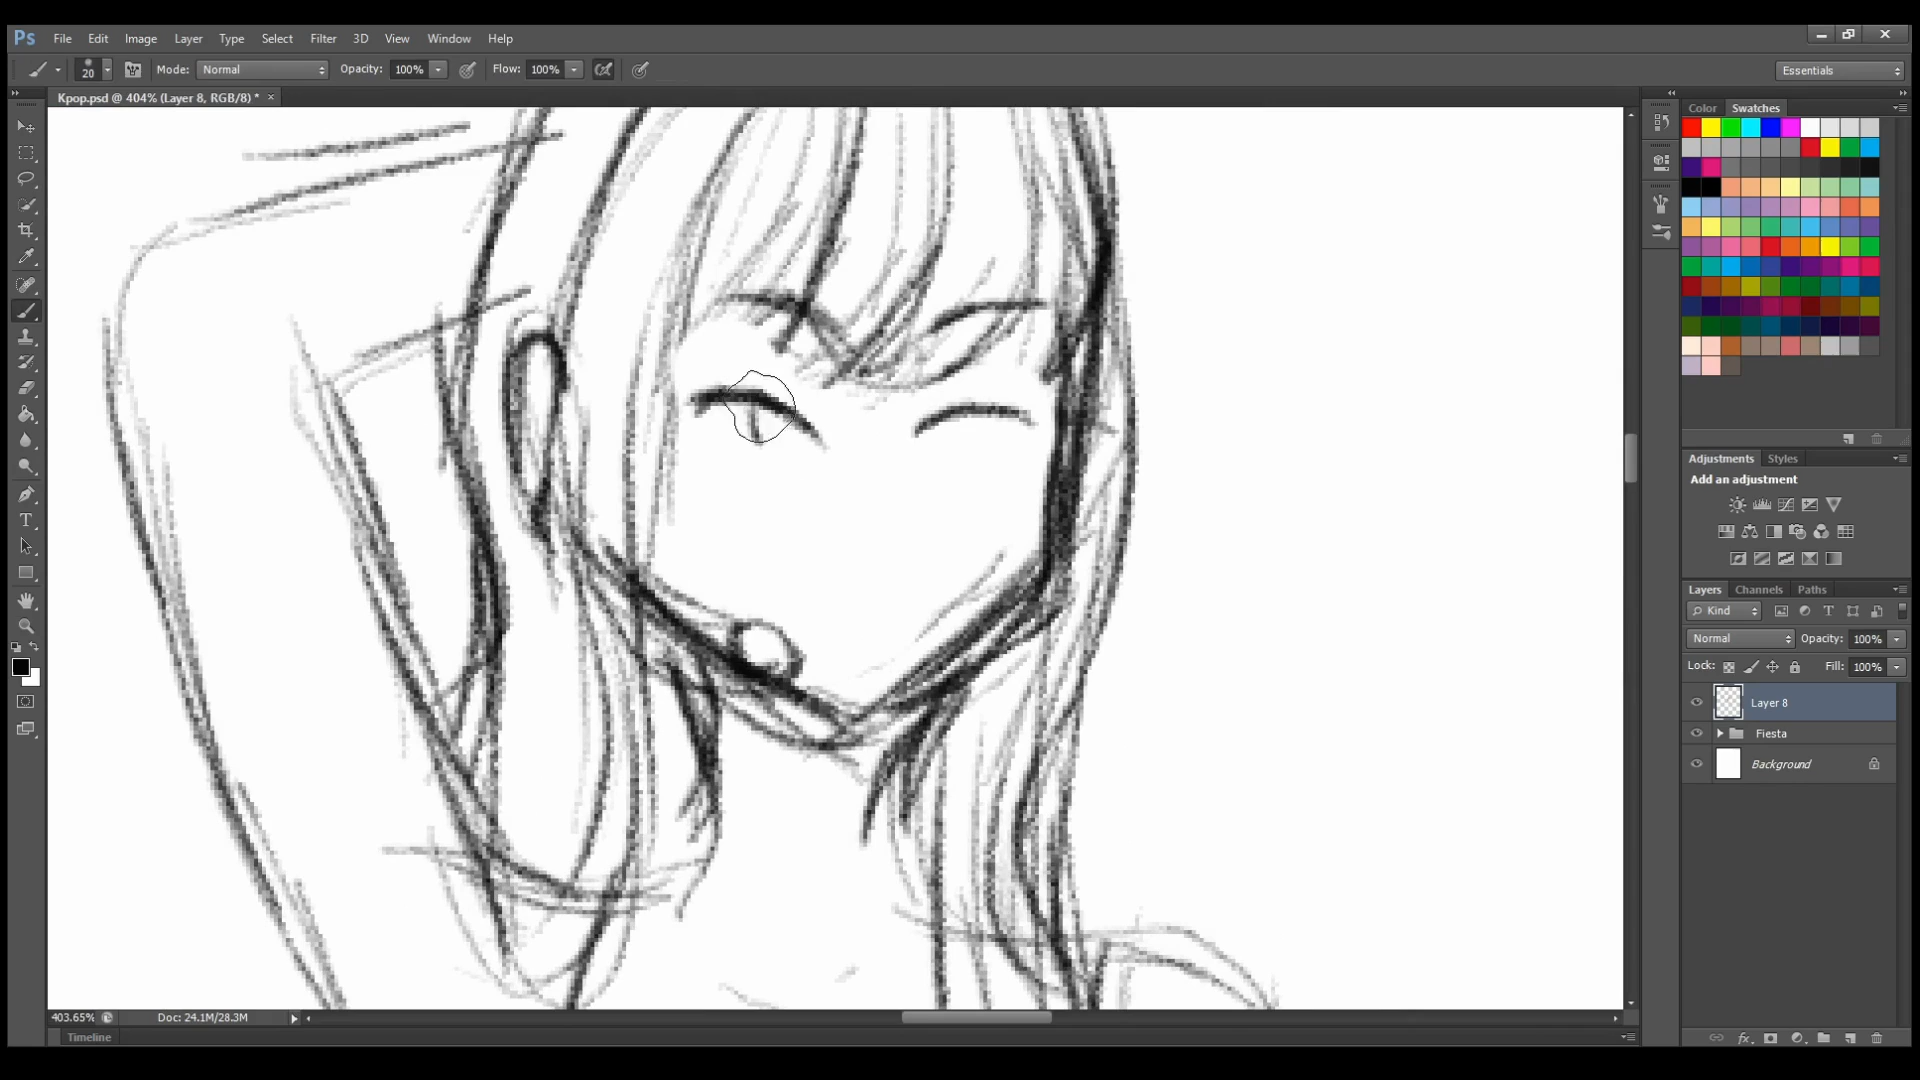 Ps File Edit Image Layer Type Select Filter 3D View Window Help
20 Mode: Normal Opacity: 100% Flow: 100% Essentials
Kpop.psd @ 404% (Layer 8, RGB/8) * ×
Color Swatches
Adjustments Styles
Add an adjustment
Layers Channels Paths
Kind
Normal Opacity: 100%
Lock: Fill: 100%
Layer 8
Fiesta
Background
403.65% Doc: 24.1M/28.3M
Timeline